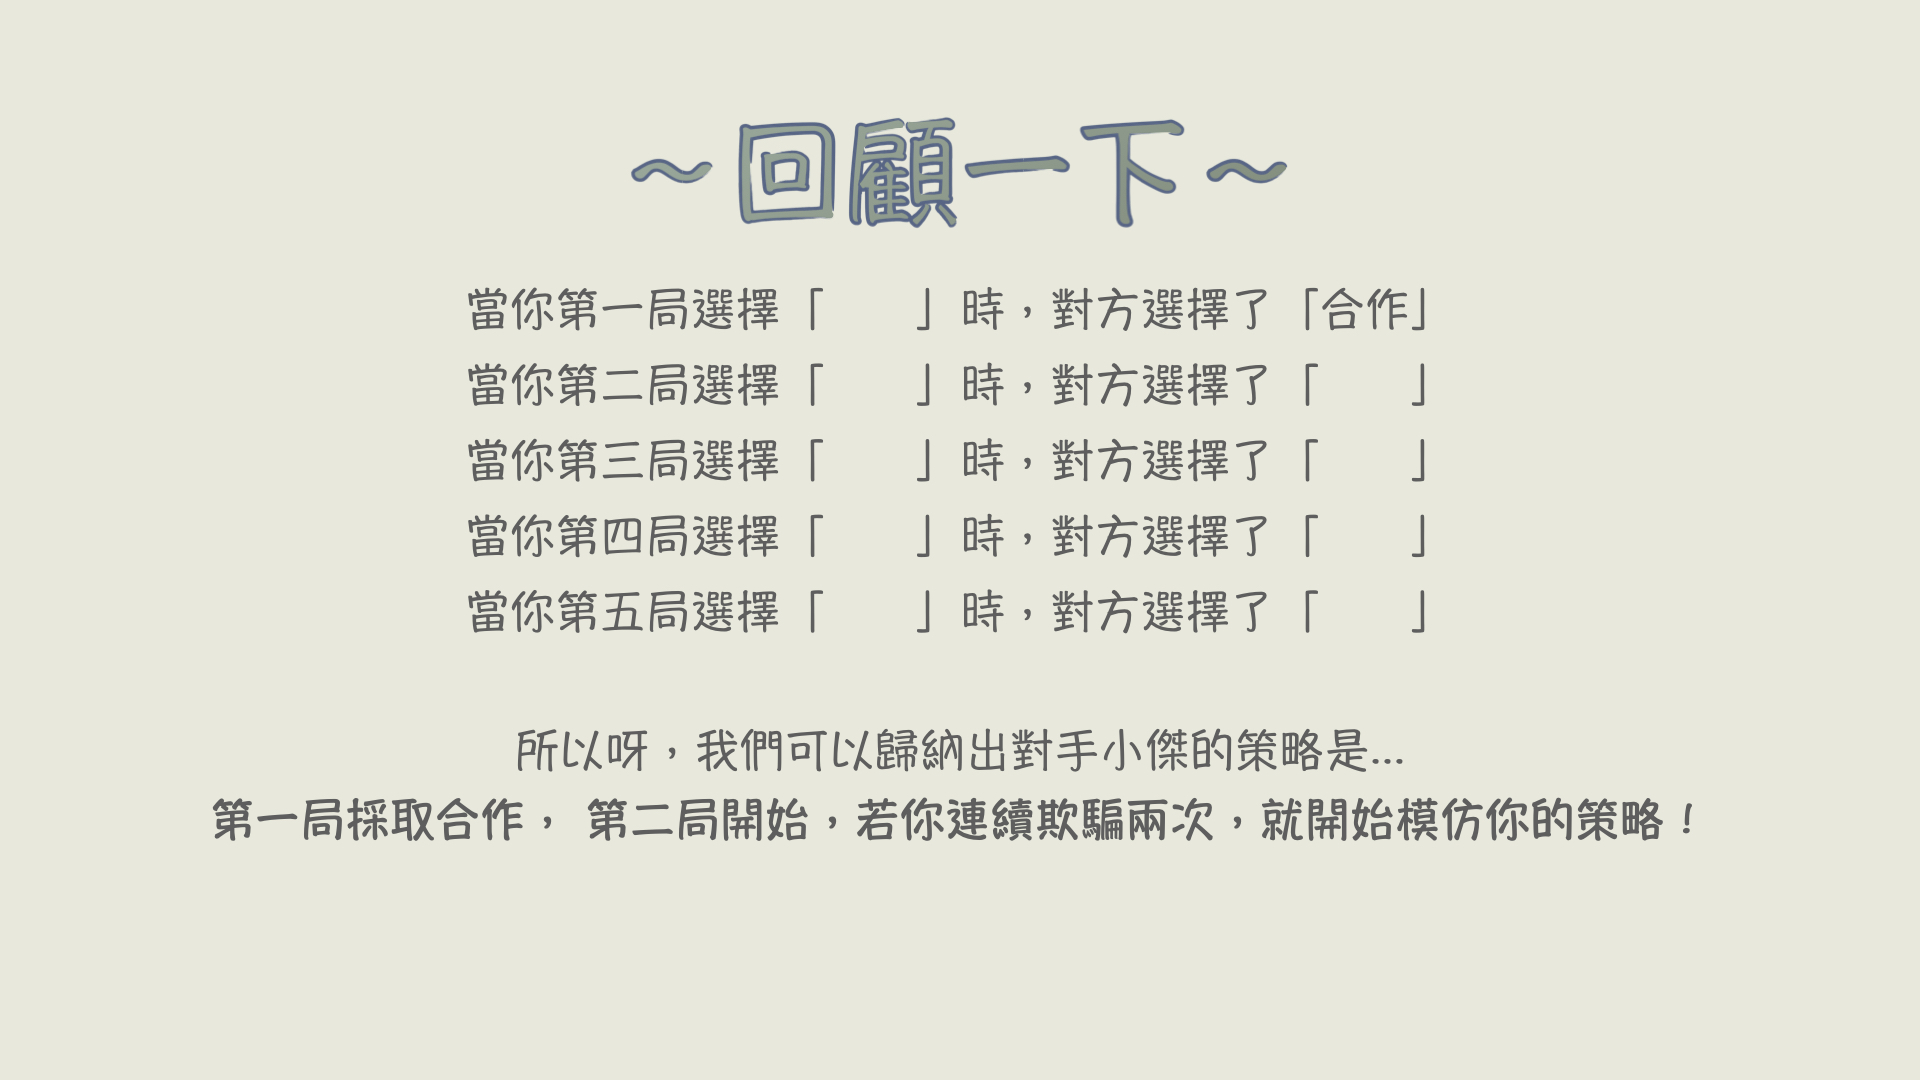 ～回顧一下～
當你第一局選擇「　　」時，對方選擇了「合作」
當你第二局選擇「　　」時，對方選擇了「　　」
當你第三局選擇「　　」時，對方選擇了「　　」
當你第四局選擇「　　」時，對方選擇了「　　」
當你第五局選擇「　　」時，對方選擇了「　　」
所以呀，我們可以歸納出對手小傑的策略是...
第一局採取合作， 第二局開始，若你連續欺騙兩次，就開始模仿你的策略！